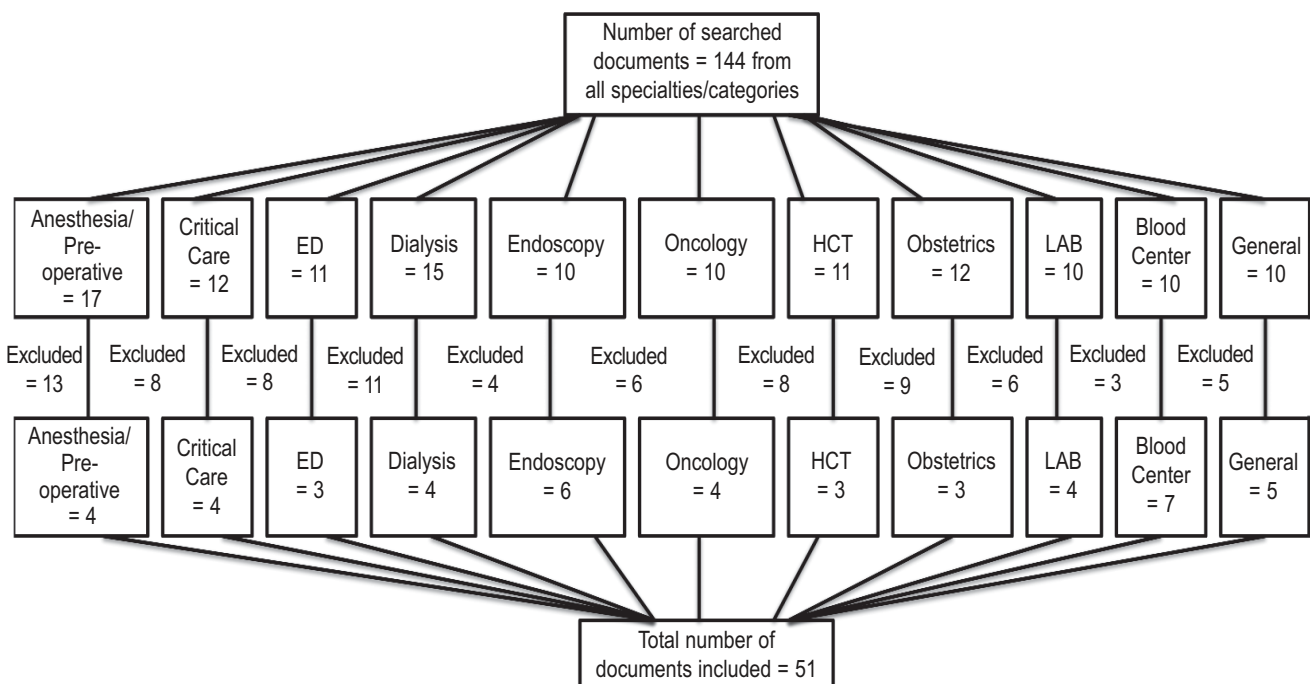 Number of searched
documents = 144 from
all specialties/categories
Anesthesia/
Pre-
operative
= 17
Critical
Care
= 12
ED
= 11
Dialysis
= 15
Endoscopy
= 10
Oncology
= 10
HCT
= 11
Obstetrics
= 12
LAB
= 10
Blood
Center
= 10
General
= 10
Excluded
= 13
Excluded
= 8
Excluded
= 8
Excluded
= 11
Excluded
= 4
Excluded
= 6
Excluded
= 8
Excluded
= 9
Excluded
= 6
Excluded
= 3
Excluded
= 5
Anesthesia/
Pre-
operative
= 4
Critical
Care
= 4
ED
= 3
Dialysis
= 4
Endoscopy
= 6
Oncology
= 4
HCT
= 3
Obstetrics
= 3
LAB
= 4
Blood
Center
= 7
General
= 5
Total number of
documents included = 51